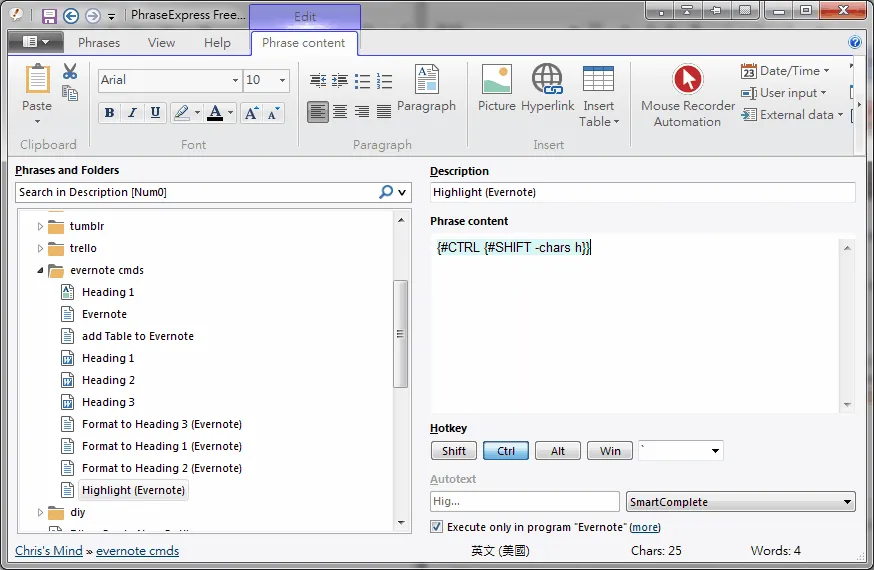 PhraseExpress Free... Edit
Phrases View Help Phrase content
Paste
Clipboard
Arial 10
B I U A A A
Font
Paragraph
Paragraph
Picture Hyperlink Insert Table
Insert
Mouse Recorder Automation
23 Date/Time
User input
External data
Phrases and Folders
Search in Description [Num0]
tumblr
trello
evernote cmds
Heading 1
Evernote
add Table to Evernote
Heading 1
Heading 2
Heading 3
Format to Heading 3 (Evernote)
Format to Heading 1 (Evernote)
Format to Heading 2 (Evernote)
Highlight (Evernote)
diy
Description
Highlight (Evernote)
Phrase content
{#CTRL {#SHIFT -chars h}}
Hotkey
Shift Ctrl Alt Win `
Autotext
Hig... SmartComplete
Execute only in program "Evernote" (more)
Chris's Mind » evernote cmds 英文 (美國) Chars: 25 Words: 4